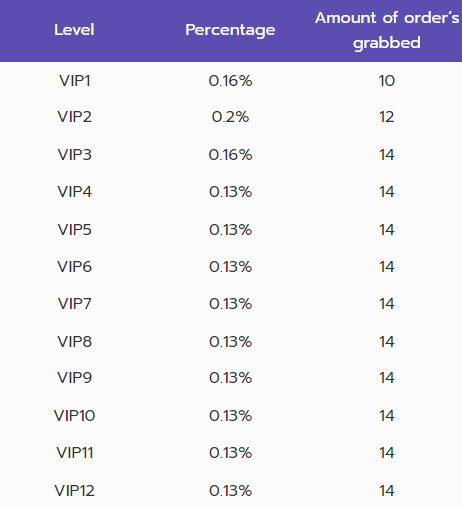 Level Percentage Amount of order's
grabbed
VIP1 0.16% 10
VIP2 0.2% 12
VIP3 0.16% 14
VIP4 0.13% 14
VIP5 0.13% 14
VIP6 0.13% 14
VIP7 0.13% 14
VIP8 0.13% 14
VIP9 0.13% 14
VIP10 0.13% 14
VIP11 0.13% 14
VIP12 0.13% 14